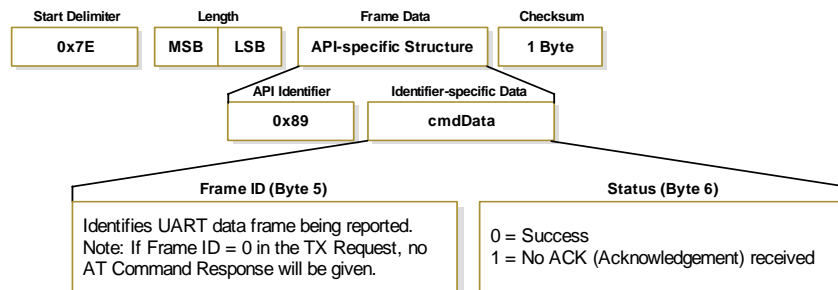 Start Delimiter Length Frame Data Checksum
0x7E MSB LSB API-specific Structure 1 Byte
API Identifier Identifier-specific Data
0x89 cmdData
Frame ID (Byte 5) Status (Byte 6)
Identifies UART data frame being reported.
Note: If Frame ID = 0 in the TX Request, no
AT Command Response will be given.
0 = Success
1 = No ACK (Acknowledgement) received